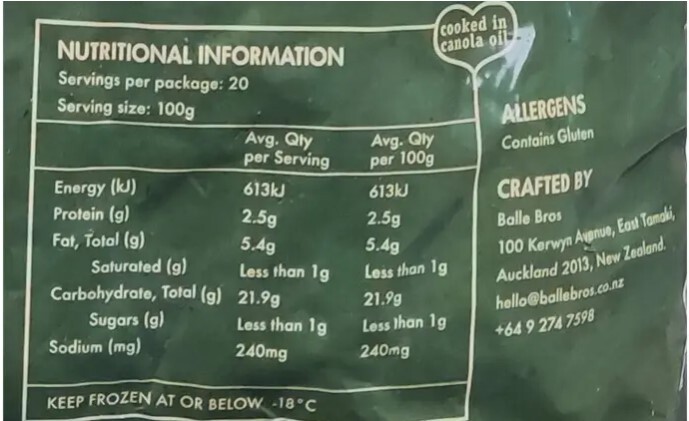 cooked in
canola oil
NUTRITIONAL INFORMATION
Servings per package: 20
Serving size: 100g
Avg. Qty per Serving Avg. Qty per 100g
Energy (kJ) 613kJ 613kJ
Protein (g) 2.5g 2.5g
Fat, Total (g) 5.4g 5.4g
Saturated (g) Less than 1g Less than 1g
Carbohydrate, Total (g) 21.9g 21.9g
Sugars (g) Less than 1g Less than 1g
Sodium (mg) 240mg 240mg
KEEP FROZEN AT OR BELOW -18°C
ALLERGENS
Contains Gluten
CRAFTED BY
Balle Bros
100 Kerwyn Avenue, East Tamaki,
Auckland 2013, New Zealand.
hello@ballebros.co.nz
+64 9 274 7598